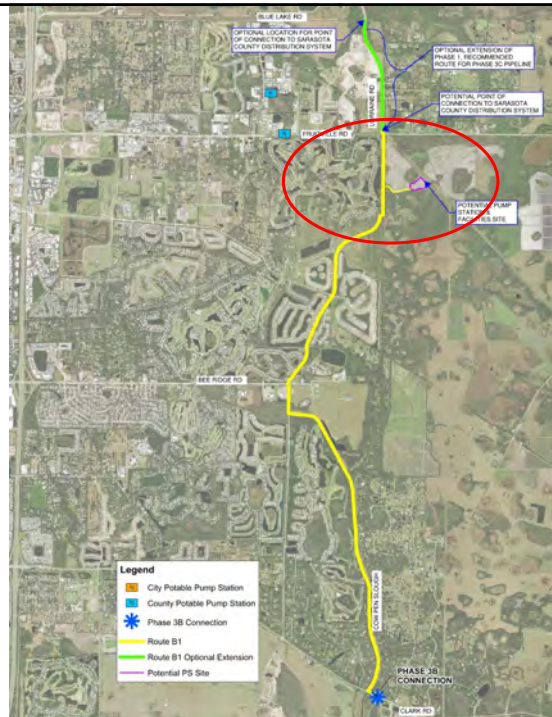 BLUE LAKE RD
OPTIONAL LOCATION FOR POINT
OF CONNECTION TO SARASOTA
COUNTY DISTRIBUTION SYSTEM
OPTIONAL EXTENSION OF
PHASE 1, RECOMMENDED
ROUTE FOR PHASE 3C PIPELINE
LORRAINE RD
POTENTIAL POINT OF
CONNECTION TO SARASOTA
COUNTY DISTRIBUTION SYSTEM
FRUITVILLE RD
POTENTIAL PUMP
STATION &
FACILITIES SITE
BEE RIDGE RD
COW PEN SLOUGH
Legend
City Potable Pump Station
County Potable Pump Station
Phase 3B Connection
Route B1
Route B1 Optional Extension
Potential PS Site
PHASE 3B
CONNECTION
CLARK RD